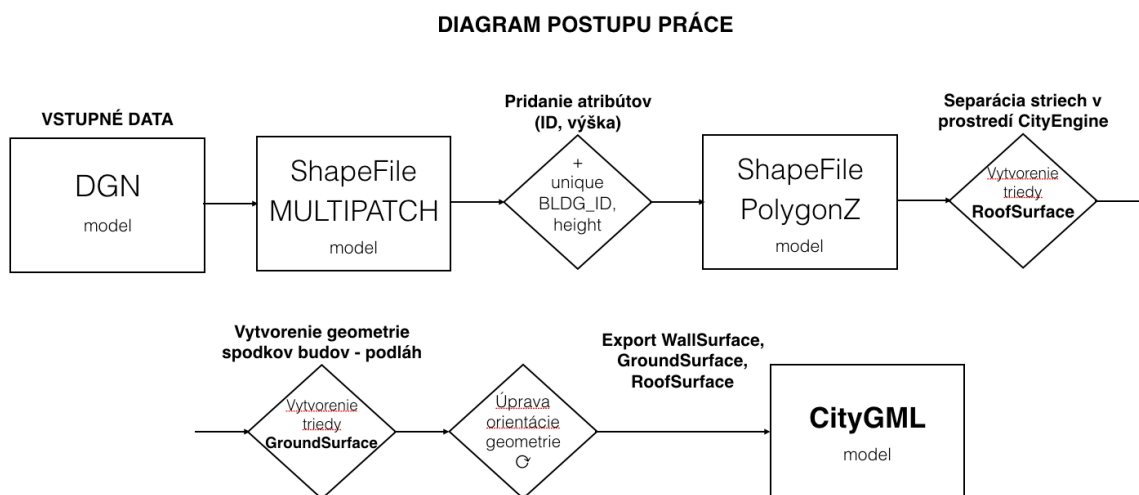 DIAGRAM POSTUPU PRÁCE
VSTUPNÉ DATA
DGN
model
ShapeFile
MULTIPATCH
model
Pridanie atribútov
(ID, výška)
+
unique
BLDG_ID,
height
ShapeFile
PolygonZ
model
Separácia striech v
prostredí CityEngine
Vytvorenie
triedy
RoofSurface
Vytvorenie geometrie
spodkov budov - podláh
Vytvorenie
triedy
GroundSurface
Úprava
orientácie
geometrie
⟳
Export WallSurface,
GroundSurface,
RoofSurface
CityGML
model